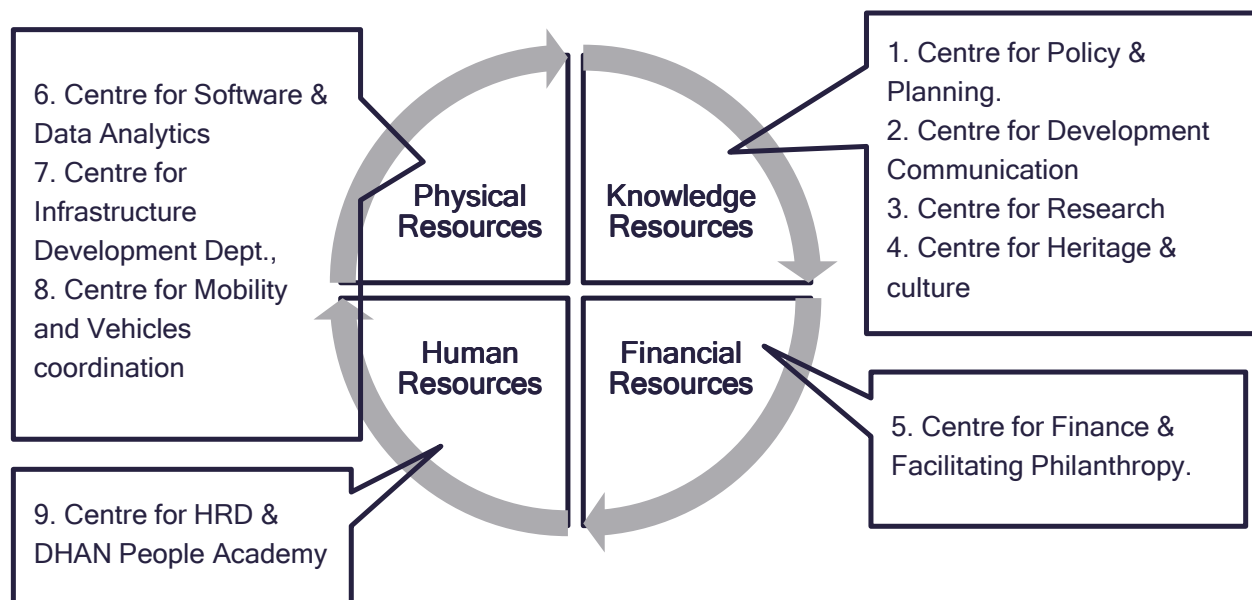 6. Centre for Software &
Data Analytics
7. Centre for
Infrastructure
Development Dept.,
8. Centre for Mobility
and Vehicles
coordination
Physical
Resources
Knowledge
Resources
1. Centre for Policy &
Planning.
2. Centre for Development
Communication
3. Centre for Research
4. Centre for Heritage &
culture
Human
Resources
Financial
Resources
5. Centre for Finance &
Facilitating Philanthropy.
9. Centre for HRD &
DHAN People Academy